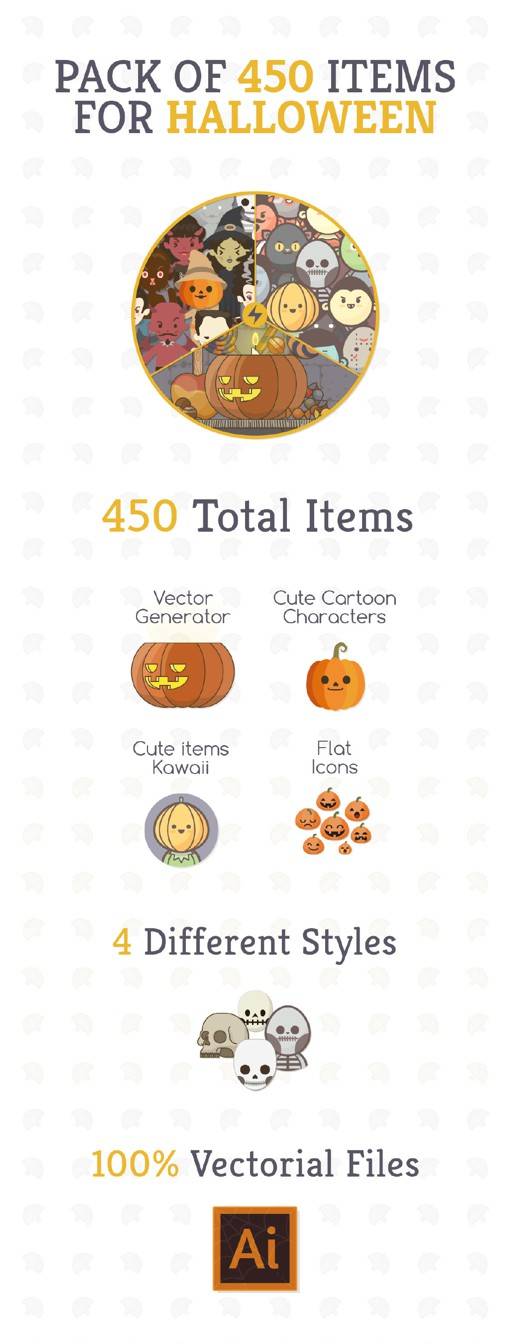 PACK OF 450 ITEMS
FOR HALLOWEEN
450 Total Items
Vector
Generator
Cute Cartoon
Characters
Cute items
Kawaii
Flat
Icons
4 Different Styles
100% Vectorial Files
Ai